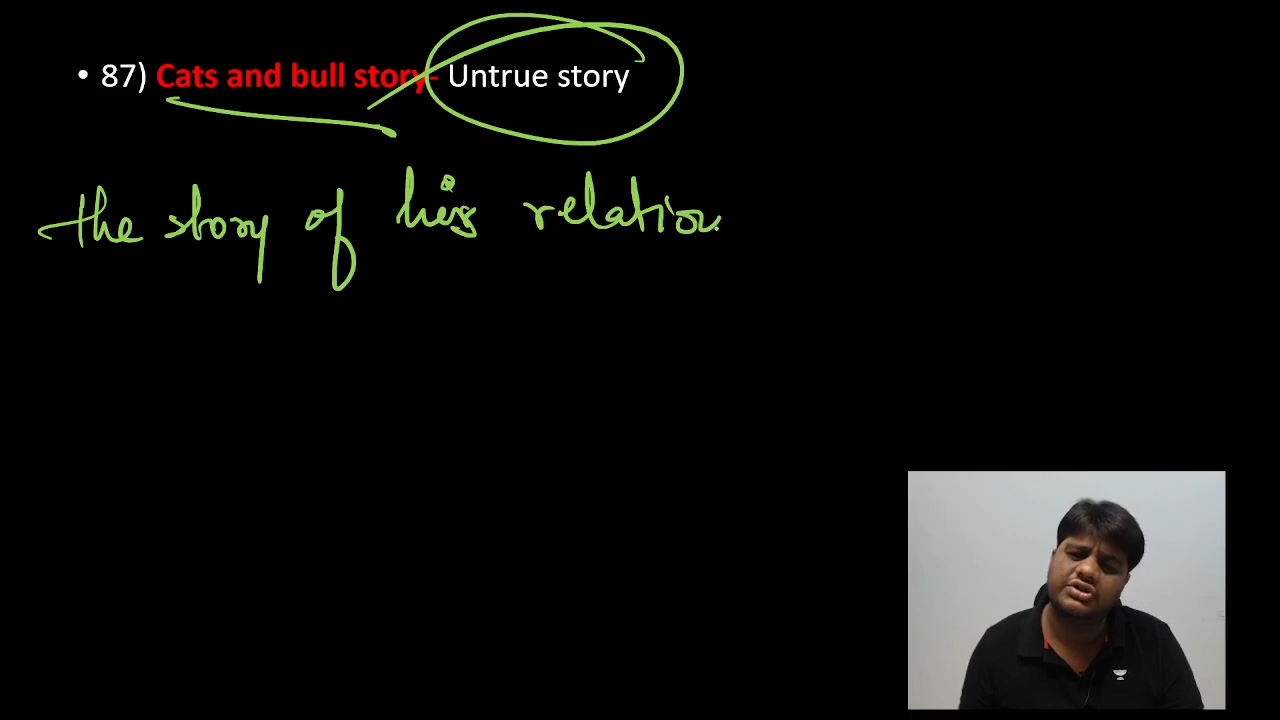 • 87) Cats and bull story- Untrue story
the story of his relation